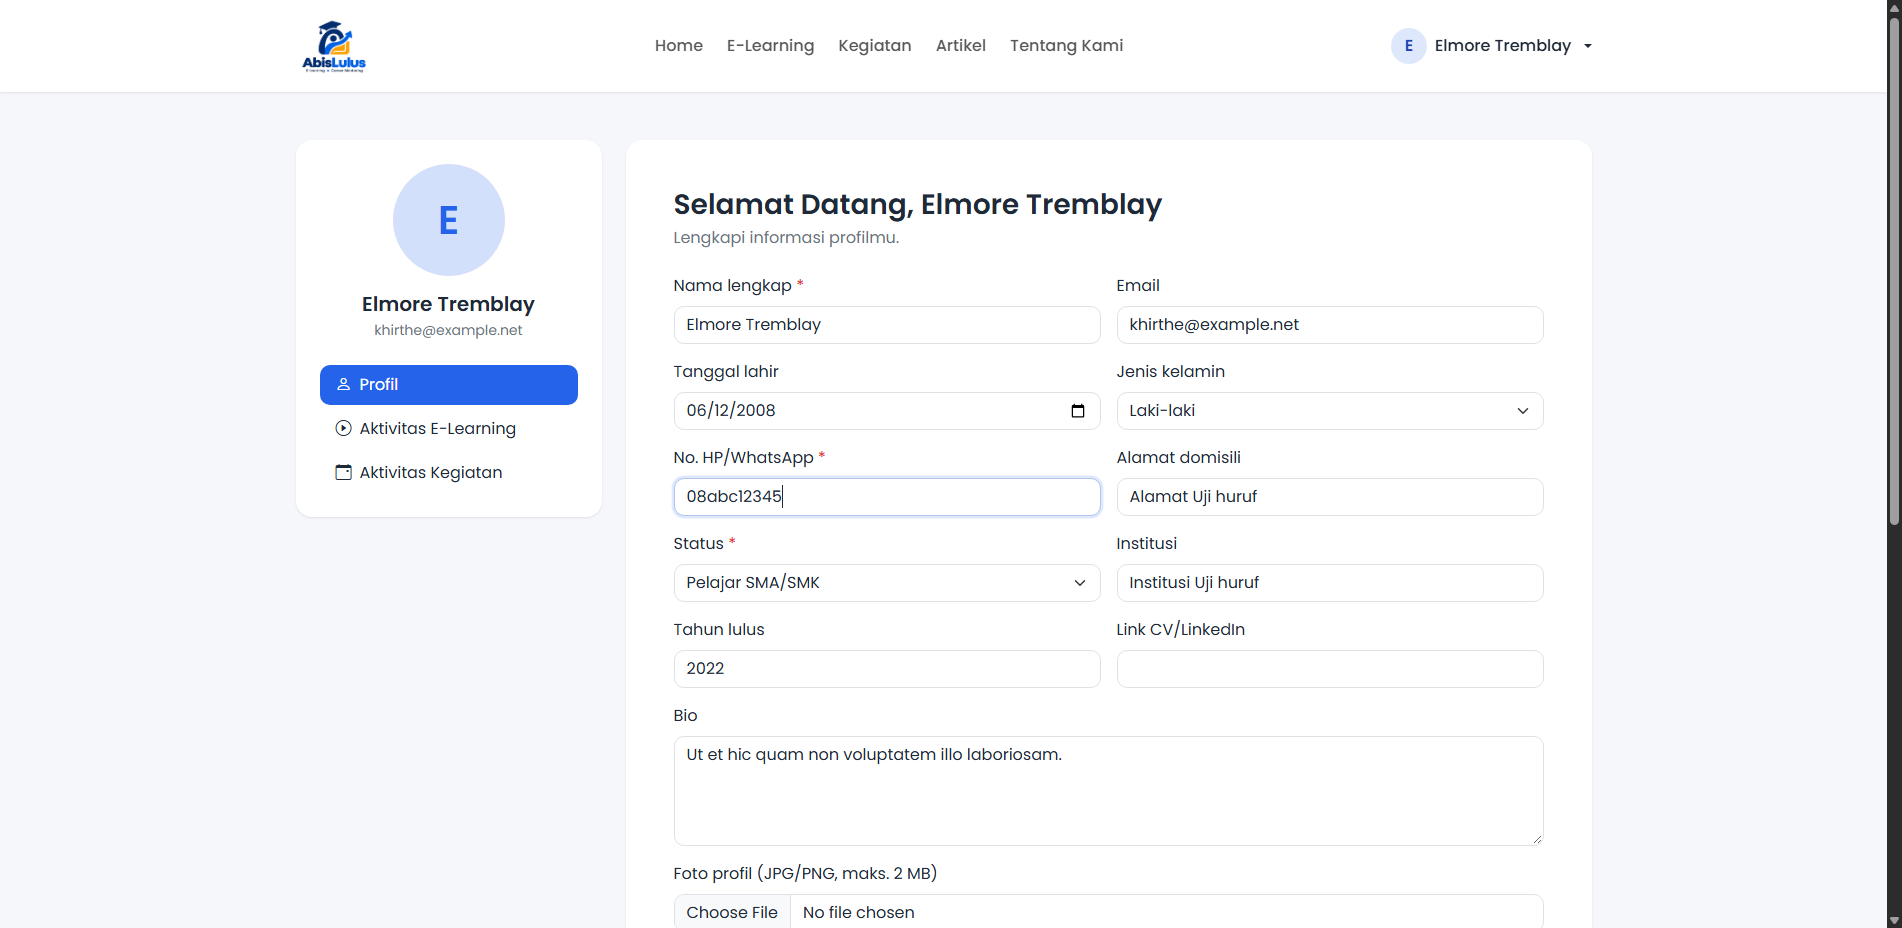 AbisLulus
Home
E-Learning
Kegiatan
Artikel
Tentang Kami
E
Elmore Tremblay
E
Elmore Tremblay
khirthe@example.net
Profil
Aktivitas E-Learning
Aktivitas Kegiatan
Selamat Datang, Elmore Tremblay
Lengkapi informasi profilmu.
Nama lengkap *
Elmore Tremblay
Email
khirthe@example.net
Tanggal lahir
06/12/2008
Jenis kelamin
Laki-laki
No. HP/WhatsApp *
08abc12345
Alamat domisili
Alamat Uji huruf
Status *
Pelajar SMA/SMK
Institusi
Institusi Uji huruf
Tahun lulus
2022
Link CV/LinkedIn
Bio
Ut et hic quam non voluptatem illo laboriosam.
Foto profil (JPG/PNG, maks. 2 MB)
Choose File
No file chosen